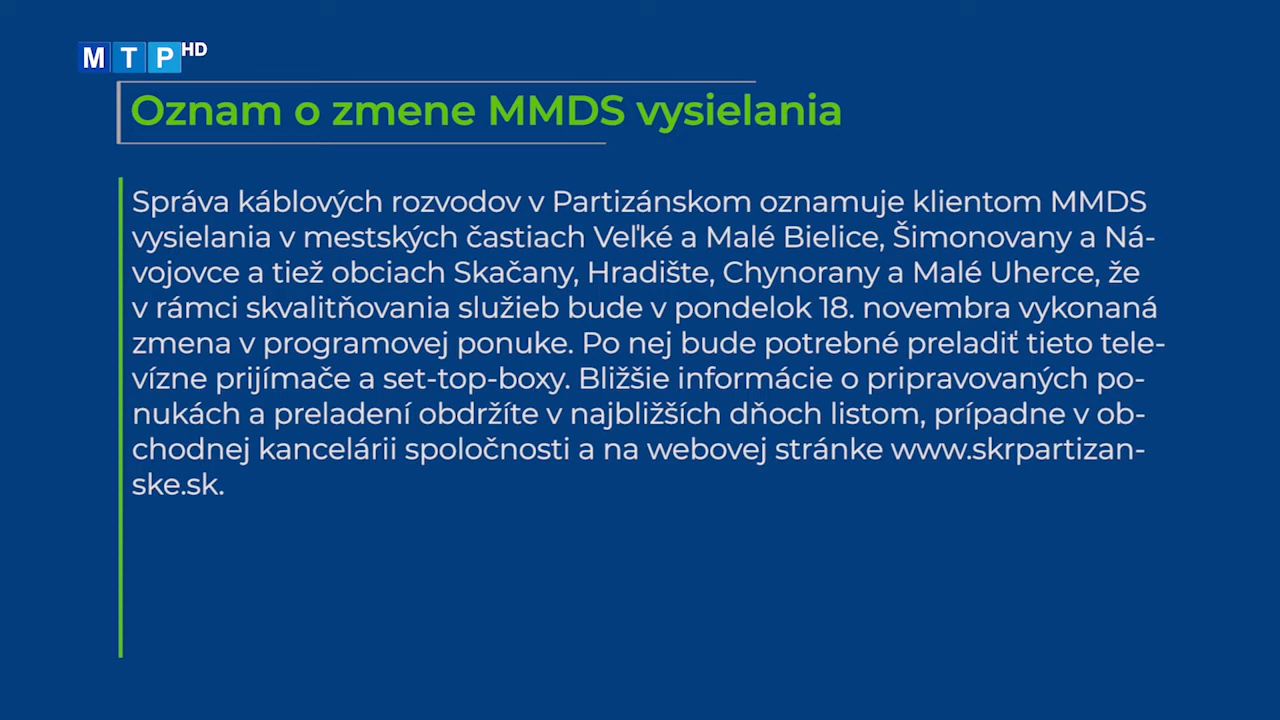 MTP HD
Oznam o zmene MMDS vysielania
Správa káblových rozvodov v Partizánskom oznamuje klientom MMDS
vysielania v mestských častiach Veľké a Malé Bielice, Šimonovany a Ná-
vojovce a tiež obciach Skačany, Hradište, Chynorany a Malé Uherce, že
v rámci skvalitňovania služieb bude v pondelok 18. novembra vykonaná
zmena v programovej ponuke. Po nej bude potrebné preladiť tieto tele-
vízne prijímače a set-top-boxy. Bližšie informácie o pripravovaných po-
nukách a preladení obdržíte v najbližších dňoch listom, prípadne v ob-
chodnej kancelárii spoločnosti a na webovej stránke www.skrpartizan-
ske.sk.